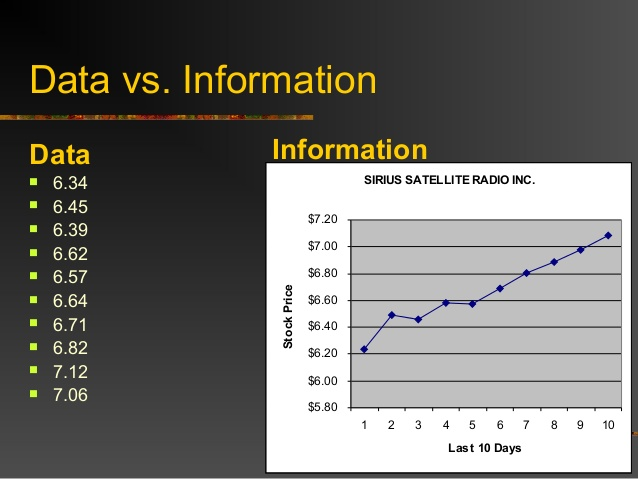 Data vs. Information
Data
6.34
6.45
6.39
6.62
6.57
6.64
6.71
6.82
7.12
7.06
Information
SIRIUS SATELLITE RADIO INC.
$7.20
$7.00
$6.80
$6.60
$6.40
$6.20
$6.00
$5.80
Stock Price
1 2 3 4 5 6 7 8 9 10
Last 10 Days